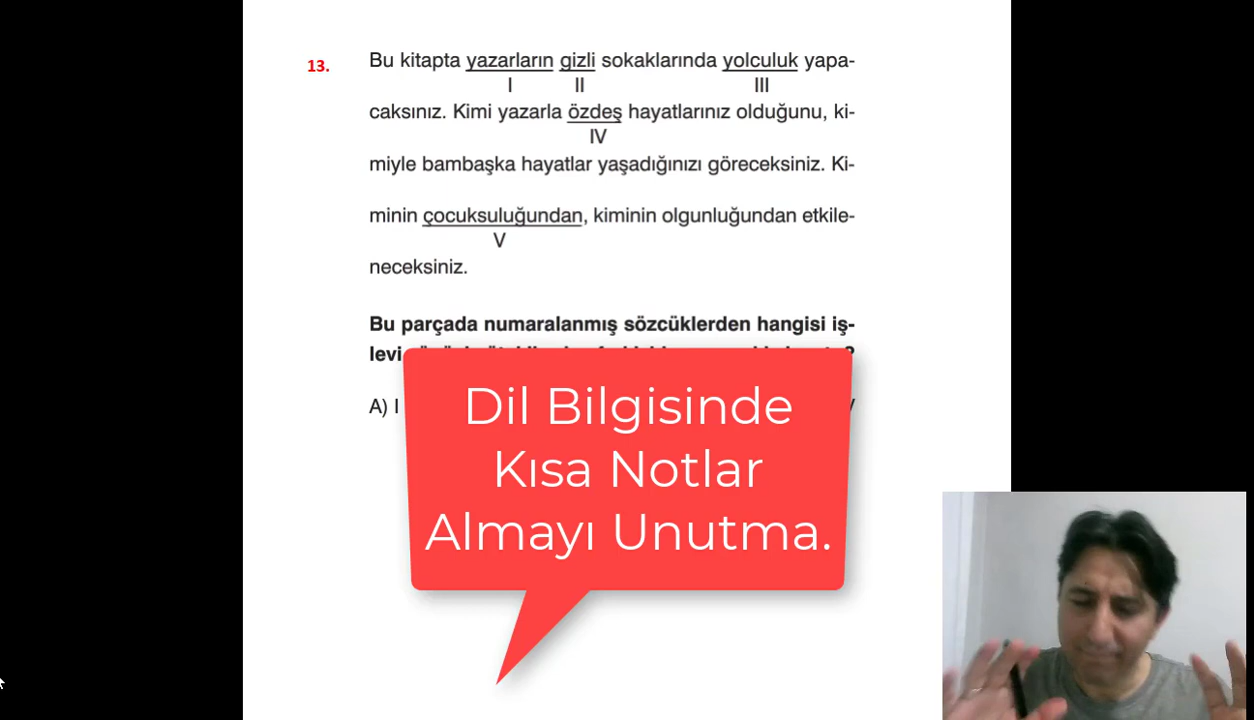 13.
Bu kitapta yazarların gizli sokaklarında yolculuk yapa-
I II III
caksınız. Kimi yazarla özdeş hayatlarınız olduğunu, ki-
IV
miyle bambaşka hayatlar yaşadığınızı göreceksiniz. Ki-
minin çocuksuluğundan, kiminin olgunluğundan etkile-
V
neceksiniz.
Bu parçada numaralanmış sözcüklerden hangisi iş-
levi
A) I
Dil Bilgisinde
Kısa Notlar
Almayı Unutma.